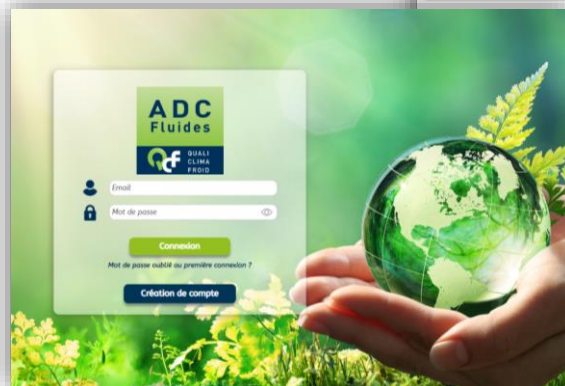 ADC
Fluides
QCF QUALI
CLIMA
FROID
Email
Mot de passe
Connexion
Mot de passe oublié ou première connexion ?
Création de compte